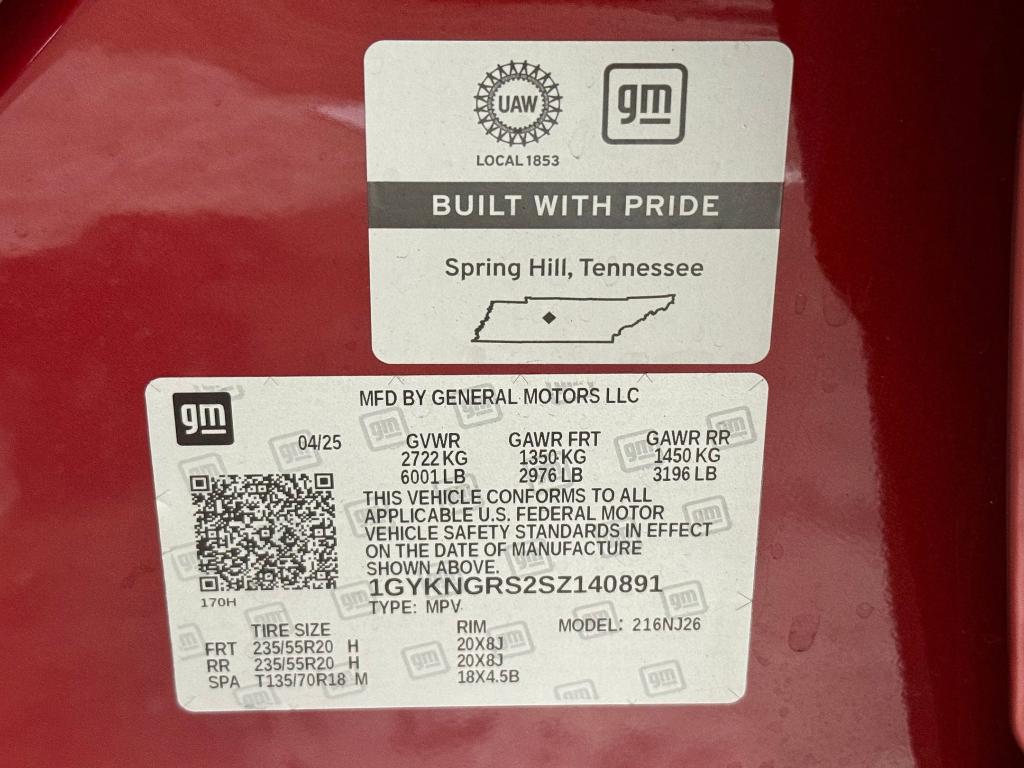 UAW
gm
LOCAL 1853
BUILT WITH PRIDE
Spring Hill, Tennessee
gm
MFD BY GENERAL MOTORS LLC
04/25 GVWR GAWR FRT GAWR RR
2722 KG 1350 KG 1450 KG
6001 LB 2976 LB 3196 LB
THIS VEHICLE CONFORMS TO ALL
APPLICABLE U.S. FEDERAL MOTOR
VEHICLE SAFETY STANDARDS IN EFFECT
ON THE DATE OF MANUFACTURE
SHOWN ABOVE.
1GYKNGRS2SZ140891
170H
TYPE: MPV
TIRE SIZE RIM MODEL: 216NJ26
FRT 235/55R20 H 20X8J
RR 235/55R20 H 20X8J
SPA T135/70R18 M 18X4.5B